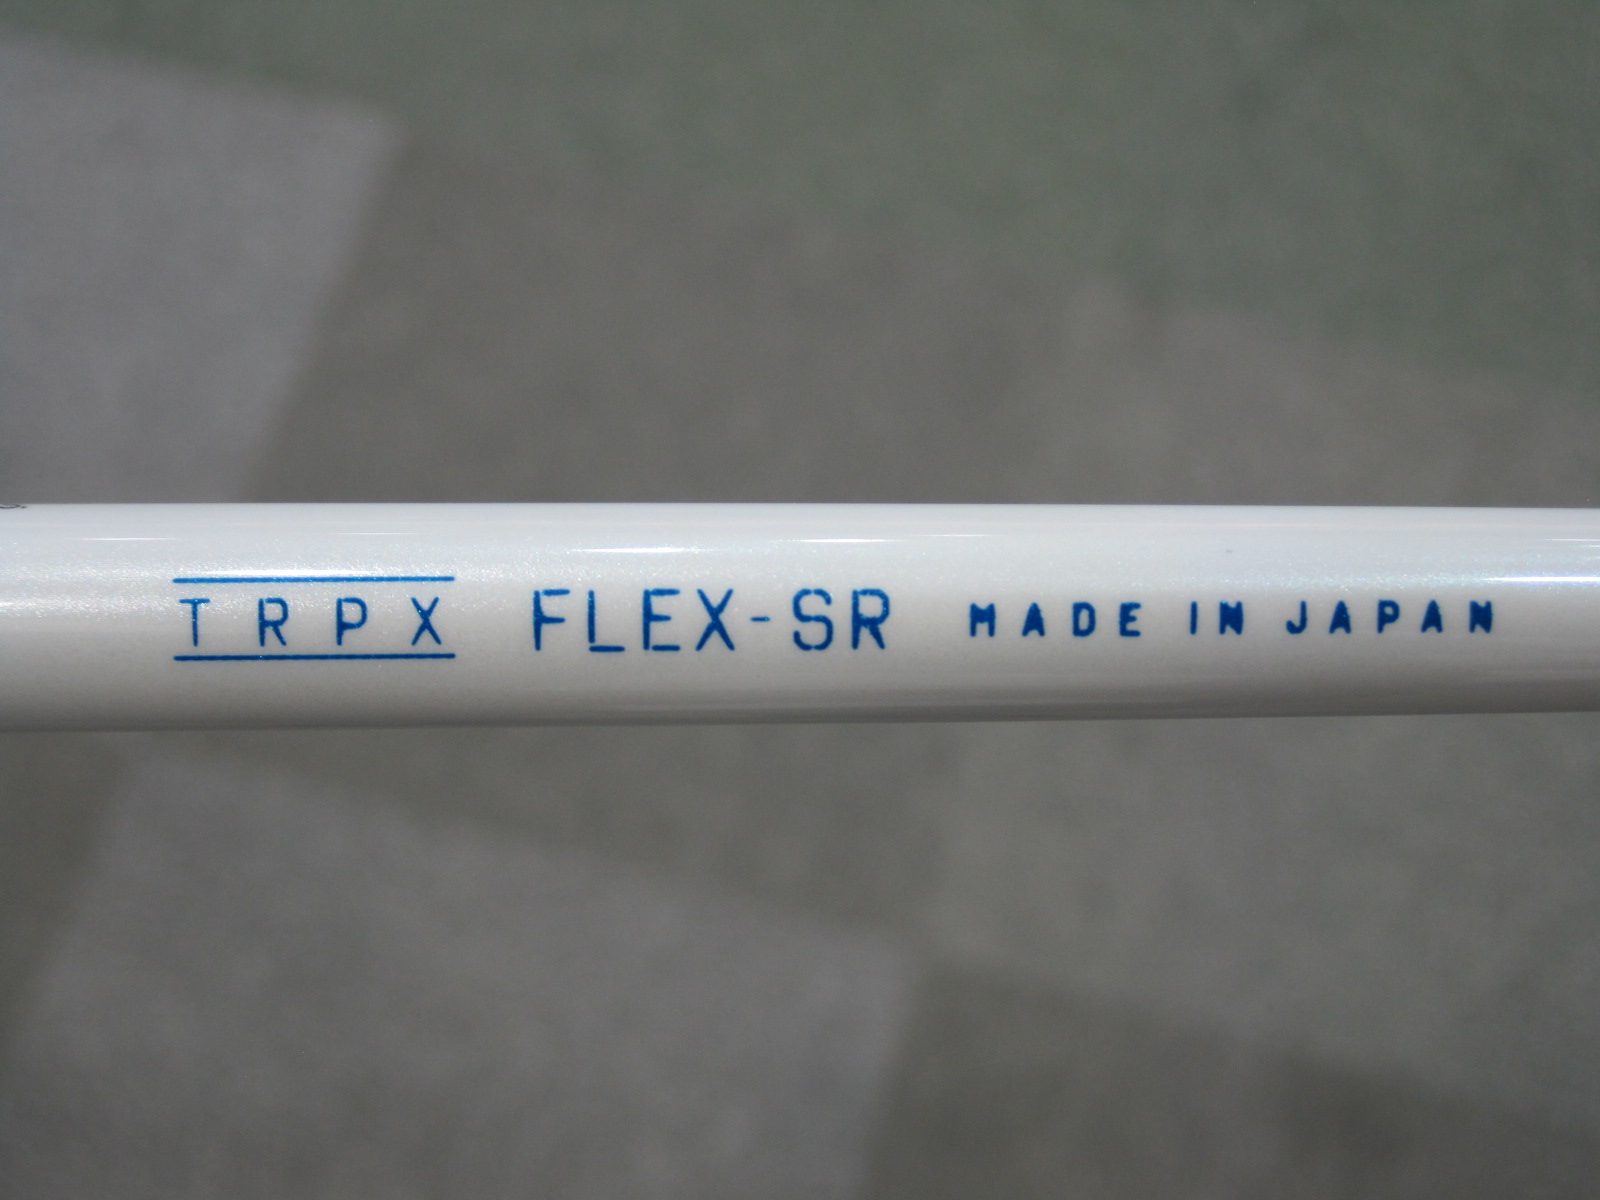 TRPX FLEX-SR MADE IN JAPAN